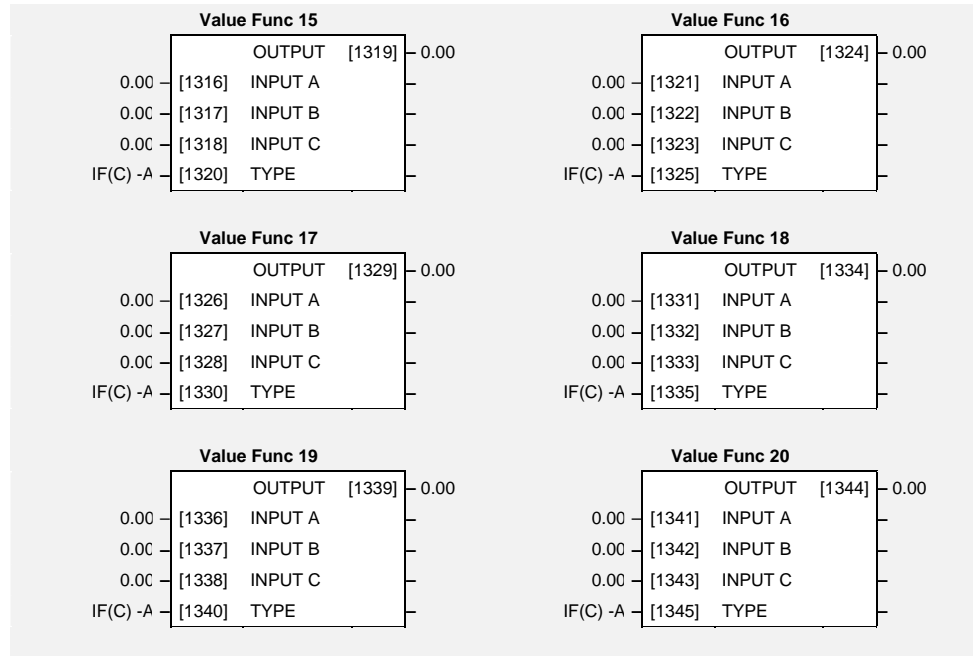 Value Func 15
OUTPUT [1319] 0.00
0.00 [1316] INPUT A
0.00 [1317] INPUT B
0.00 [1318] INPUT C
IF(C) -A [1320] TYPE
Value Func 16
OUTPUT [1324] 0.00
0.00 [1321] INPUT A
0.00 [1322] INPUT B
0.00 [1323] INPUT C
IF(C) -A [1325] TYPE
Value Func 17
OUTPUT [1329] 0.00
0.00 [1326] INPUT A
0.00 [1327] INPUT B
0.00 [1328] INPUT C
IF(C) -A [1330] TYPE
Value Func 18
OUTPUT [1334] 0.00
0.00 [1331] INPUT A
0.00 [1332] INPUT B
0.00 [1333] INPUT C
IF(C) -A [1335] TYPE
Value Func 19
OUTPUT [1339] 0.00
0.00 [1336] INPUT A
0.00 [1337] INPUT B
0.00 [1338] INPUT C
IF(C) -A [1340] TYPE
Value Func 20
OUTPUT [1344] 0.00
0.00 [1341] INPUT A
0.00 [1342] INPUT B
0.00 [1343] INPUT C
IF(C) -A [1345] TYPE